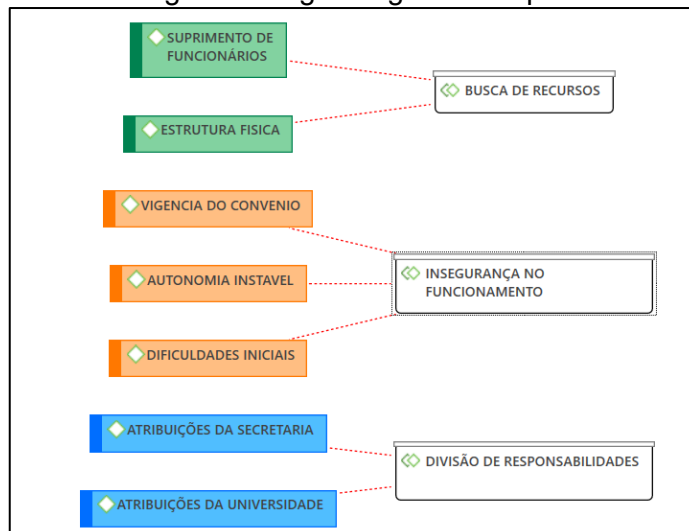 SUPRIMENTO DE
FUNCIONÁRIOS
BUSCA DE RECURSOS
ESTRUTURA FISICA
VIGENCIA DO CONVENIO
AUTONOMIA INSTAVEL
INSEGURANÇA NO
FUNCIONAMENTO
DIFICULDADES INICIAIS
ATRIBUIÇÕES DA SECRETARIA
DIVISÃO DE RESPONSABILIDADES
ATRIBUIÇÕES DA UNIVERSIDADE